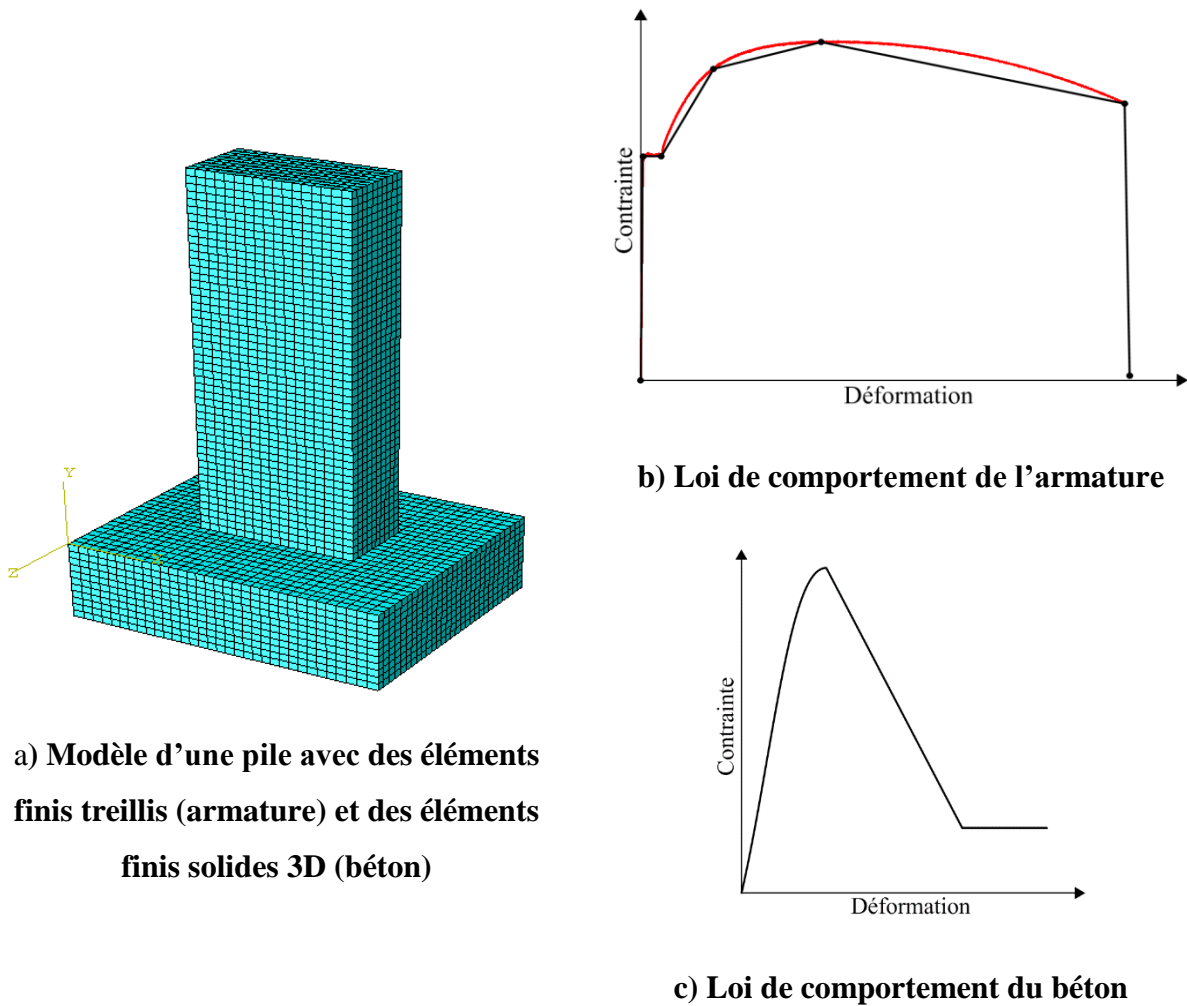 Y
Z
X
a) Modèle d’une pile avec des éléments
finis treillis (armature) et des éléments
finis solides 3D (béton)
Contrainte
Déformation
b) Loi de comportement de l’armature
Contrainte
Déformation
c) Loi de comportement du béton